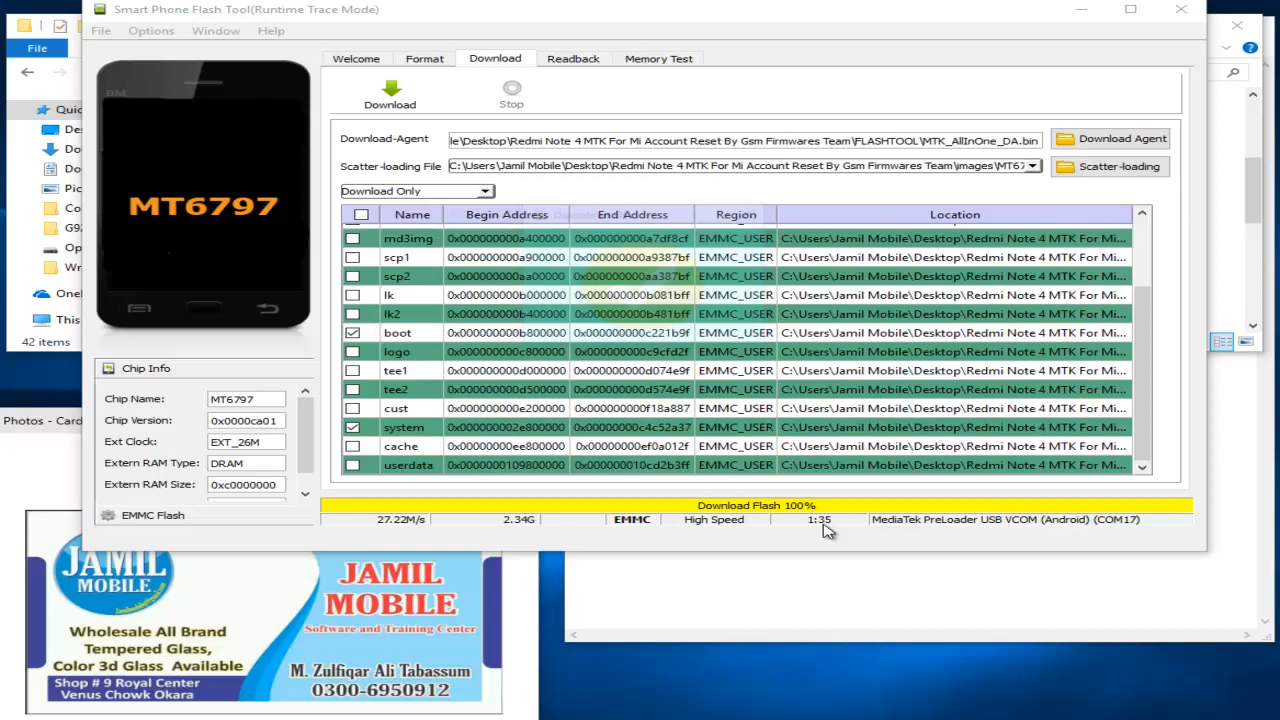 Smart Phone Flash Tool(Runtime Trace Mode)
File Options Window Help
File
Quic
De
Do
Do
Pic
Co
G9
Op
Wr
One
This
42 items
Photos - Card
BM
MT6797
Chip Info
Chip Name: MT6797
Chip Version: 0x0000ca01
Ext Clock: EXT_26M
Extern RAM Type: DRAM
Extern RAM Size: 0xc0000000
EMMC Flash
Welcome Format Download Readback Memory Test
Download Stop
Download-Agent le\Desktop\Redmi Note 4 MTK For Mi Account Reset By Gsm Firmwares Team\FLASHTOOL\MTK_AllInOne_DA.bin Download Agent
Scatter-loading File C:\Users\Jamil Mobile\Desktop\Redmi Note 4 MTK For Mi Account Reset By Gsm Firmwares Team\images\MT67 Scatter-loading
Download Only
Name Begin Address End Address Region Location
md3img 0x000000000a400000 0x000000000a7df8cf EMMC_USER C:\Users\Jamil Mobile\Desktop\Redmi Note 4 MTK For Mi...
scp1 0x000000000a900000 0x000000000a9387bf EMMC_USER C:\Users\Jamil Mobile\Desktop\Redmi Note 4 MTK For Mi...
scp2 0x000000000aa00000 0x000000000aa387bf EMMC_USER C:\Users\Jamil Mobile\Desktop\Redmi Note 4 MTK For Mi...
lk 0x000000000b000000 0x000000000b081bff EMMC_USER C:\Users\Jamil Mobile\Desktop\Redmi Note 4 MTK For Mi...
lk2 0x000000000b400000 0x000000000b481bff EMMC_USER C:\Users\Jamil Mobile\Desktop\Redmi Note 4 MTK For Mi...
boot 0x000000000b800000 0x000000000c221b9f EMMC_USER C:\Users\Jamil Mobile\Desktop\Redmi Note 4 MTK For Mi...
logo 0x000000000c800000 0x000000000c9cfd2f EMMC_USER C:\Users\Jamil Mobile\Desktop\Redmi Note 4 MTK For Mi...
tee1 0x000000000d000000 0x000000000d074e9f EMMC_USER C:\Users\Jamil Mobile\Desktop\Redmi Note 4 MTK For Mi...
tee2 0x000000000d500000 0x000000000d574e9f EMMC_USER C:\Users\Jamil Mobile\Desktop\Redmi Note 4 MTK For Mi...
cust 0x000000000e200000 0x000000000f18a887 EMMC_USER C:\Users\Jamil Mobile\Desktop\Redmi Note 4 MTK For Mi...
system 0x000000002e800000 0x00000000c4c52a37 EMMC_USER C:\Users\Jamil Mobile\Desktop\Redmi Note 4 MTK For Mi...
cache 0x00000000ee800000 0x00000000ef0a012f EMMC_USER C:\Users\Jamil Mobile\Desktop\Redmi Note 4 MTK For Mi...
userdata 0x0000000109800000 0x000000010cd2b3ff EMMC_USER C:\Users\Jamil Mobile\Desktop\Redmi Note 4 MTK For Mi...
Download Flash 100%
27.22M/s 2.34G EMMC High Speed 1:35 MediaTek PreLoader USB VCOM (Android) (COM17)
JAMIL
MOBILE
Wholesale All Brand
Tempered Glass,
Color 3d Glass Available
Shop # 9 Royal Center
Venus Chowk Okara
JAMIL
MOBILE
Software and Training Center
M. Zulfiqar Ali Tabassum
0300-6950912